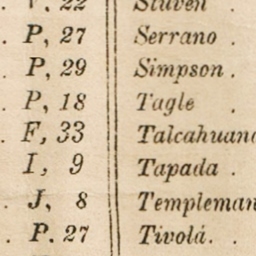 . P, 27 Serrano .
. P, 29 Simpson .
. P, 18 Tagle .
. F, 33 Talcahuano
I, 9 Tapada .
. J, 8 Templeman
. P. 27 Tivolá. .